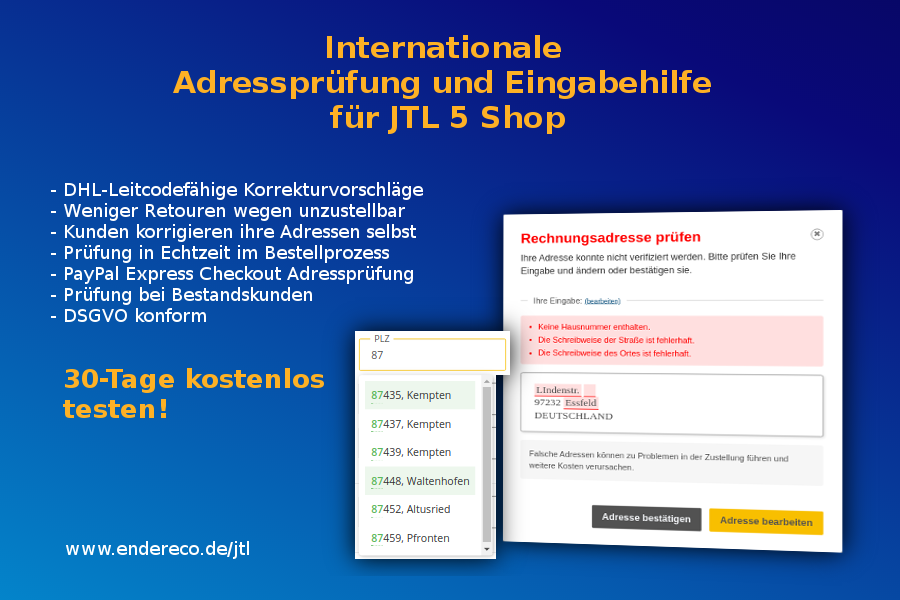 Internationale
Adressprüfung und Eingabehilfe
für JTL 5 Shop
- DHL-Leitcodefähige Korrekturvorschläge
- Weniger Retouren wegen unzustellbar
- Kunden korrigieren ihre Adressen selbst
- Prüfung in Echtzeit im Bestellprozess
- PayPal Express Checkout Adressprüfung
- Prüfung bei Bestandskunden
- DSGVO konform
30-Tage kostenlos
testen!
www.endereco.de/jtl
PLZ
87
87435, Kempten
87437, Kempten
87439, Kempten
87448, Waltenhofen
87452, Altusried
87459, Pfronten
Rechnungsadresse prüfen
Ihre Adresse konnte nicht verifiziert werden. Bitte prüfen Sie Ihre
Eingabe und ändern oder bestätigen sie.
Ihre Eingabe: (bearbeiten)
• Keine Hausnummer enthalten.
• Die Schreibweise der Straße ist fehlerhaft.
• Die Schreibweise des Ortes ist fehlerhaft.
LIndenstr.
97232 Essfeld
DEUTSCHLAND
Falsche Adressen können zu Problemen in der Zustellung führen und
weitere Kosten verursachen.
Adresse bestätigen
Adresse bearbeiten